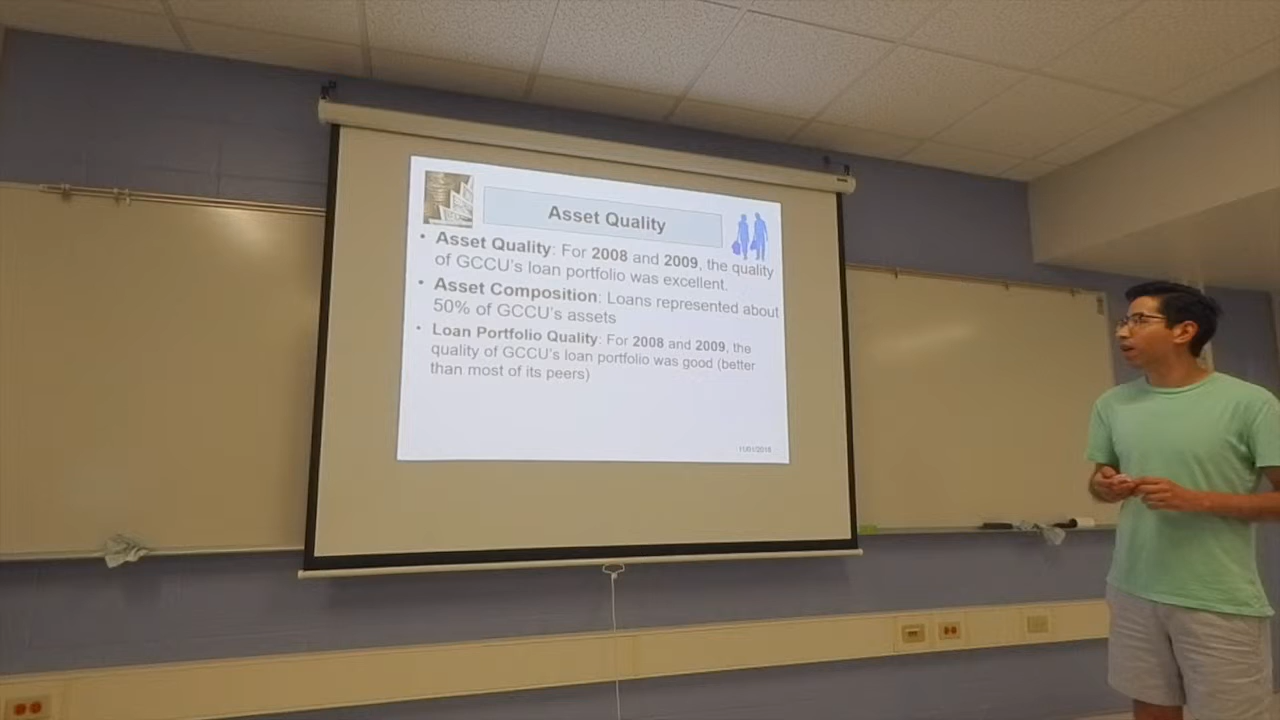 Asset Quality
• Asset Quality: For 2008 and 2009, the quality
of GCCU's loan portfolio was excellent.
• Asset Composition: Loans represented about
50% of GCCU's assets
• Loan Portfolio Quality: For 2008 and 2009, the
quality of GCCU's loan portfolio was good (better
than most of its peers)